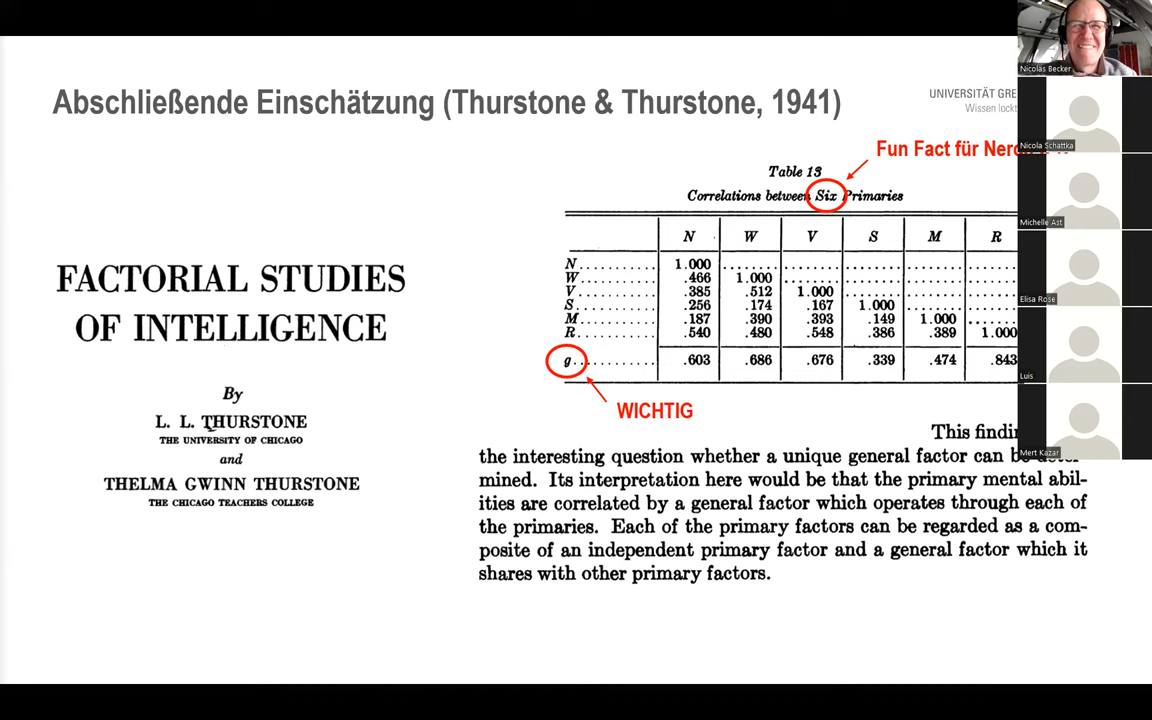 Abschließende Einschätzung (Thurstone & Thurstone, 1941)
UNIVERSITÄT
Wissen lockt
Fun Fact für
Table 13
Correlations between Six Primaries
N W V S M R
N 1.000
W .466 1.000
V .385 .512 1.000
S .256 .174 .167 1.000
M .187 .390 .393 .149 1.000
R .540 .480 .548 .386 .389 1.000
g .603 .686 .676 .339 .474 .843
WICHTIG
FACTORIAL STUDIES
OF INTELLIGENCE
By
L. L. THURSTONE
THE UNIVERSITY OF CHICAGO
and
THELMA GWINN THURSTONE
THE CHICAGO TEACHERS COLLEGE
This
the interesting question whether a unique general factor can
mined. Its interpretation here would be that the primary mental abil-
ities are correlated by a general factor which operates through each of
the primaries. Each of the primary factors can be regarded as a com-
posite of an independent primary factor and a general factor which it
shares with other primary factors.
Nicolas Becker
Nicola Schattka
Michelle Ast
Elisa Rose
Luis
Mert Kazar